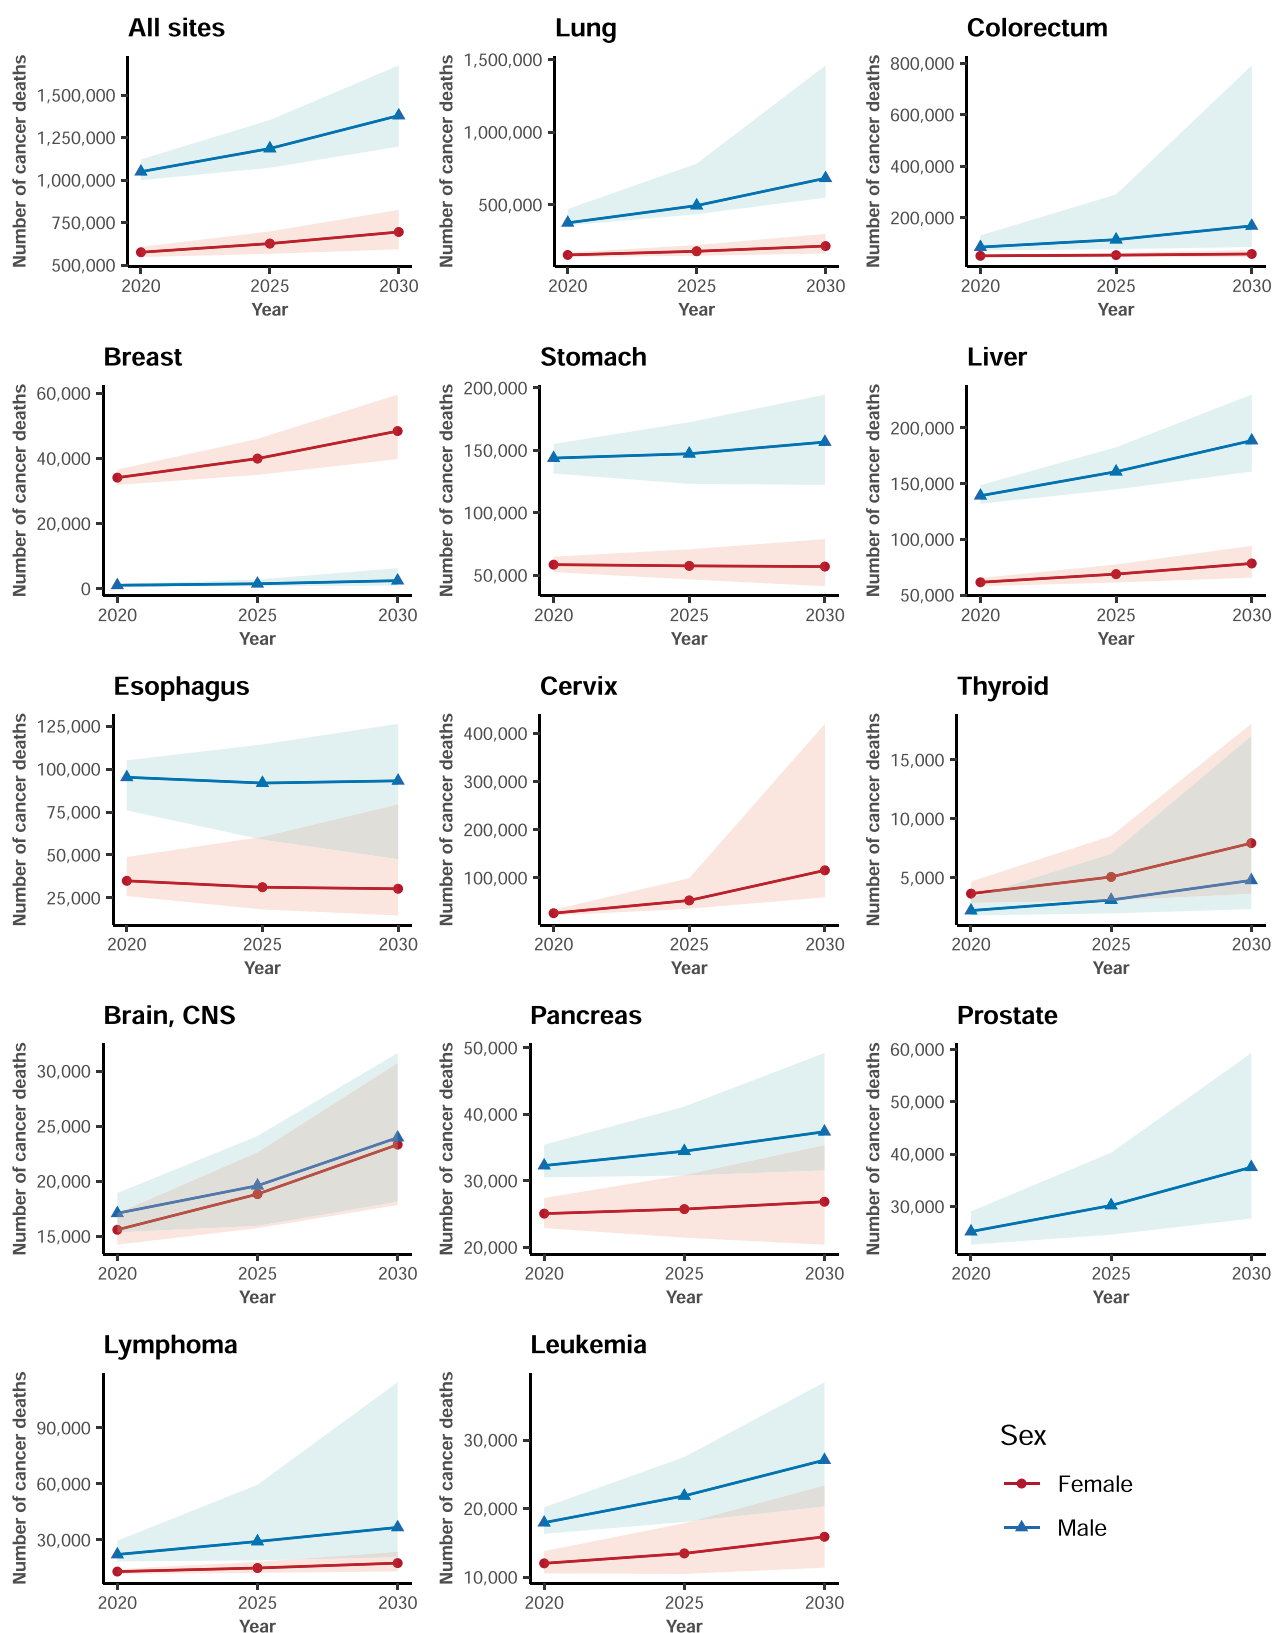 All sites
Number of cancer deaths
1,500,000
1,250,000
1,000,000
750,000
500,000
2020 2025 2030
Year
Lung
Number of cancer deaths
1,500,000
1,000,000
500,000
2020 2025 2030
Year
Colorectum
Number of cancer deaths
800,000
600,000
400,000
200,000
2020 2025 2030
Year
Breast
Number of cancer deaths
60,000
40,000
20,000
0
2020 2025 2030
Year
Stomach
Number of cancer deaths
200,000
150,000
100,000
50,000
2020 2025 2030
Year
Liver
Number of cancer deaths
200,000
150,000
100,000
50,000
2020 2025 2030
Year
Esophagus
Number of cancer deaths
125,000
100,000
75,000
50,000
25,000
2020 2025 2030
Year
Cervix
Number of cancer deaths
400,000
300,000
200,000
100,000
2020 2025 2030
Year
Thyroid
Number of cancer deaths
15,000
10,000
5,000
2020 2025 2030
Year
Brain, CNS
Number of cancer deaths
30,000
25,000
20,000
15,000
2020 2025 2030
Year
Pancreas
Number of cancer deaths
50,000
40,000
30,000
20,000
2020 2025 2030
Year
Prostate
Number of cancer deaths
60,000
50,000
40,000
30,000
2020 2025 2030
Year
Lymphoma
Number of cancer deaths
90,000
60,000
30,000
2020 2025 2030
Year
Leukemia
Number of cancer deaths
30,000
20,000
10,000
2020 2025 2030
Year
Sex
Female
Male